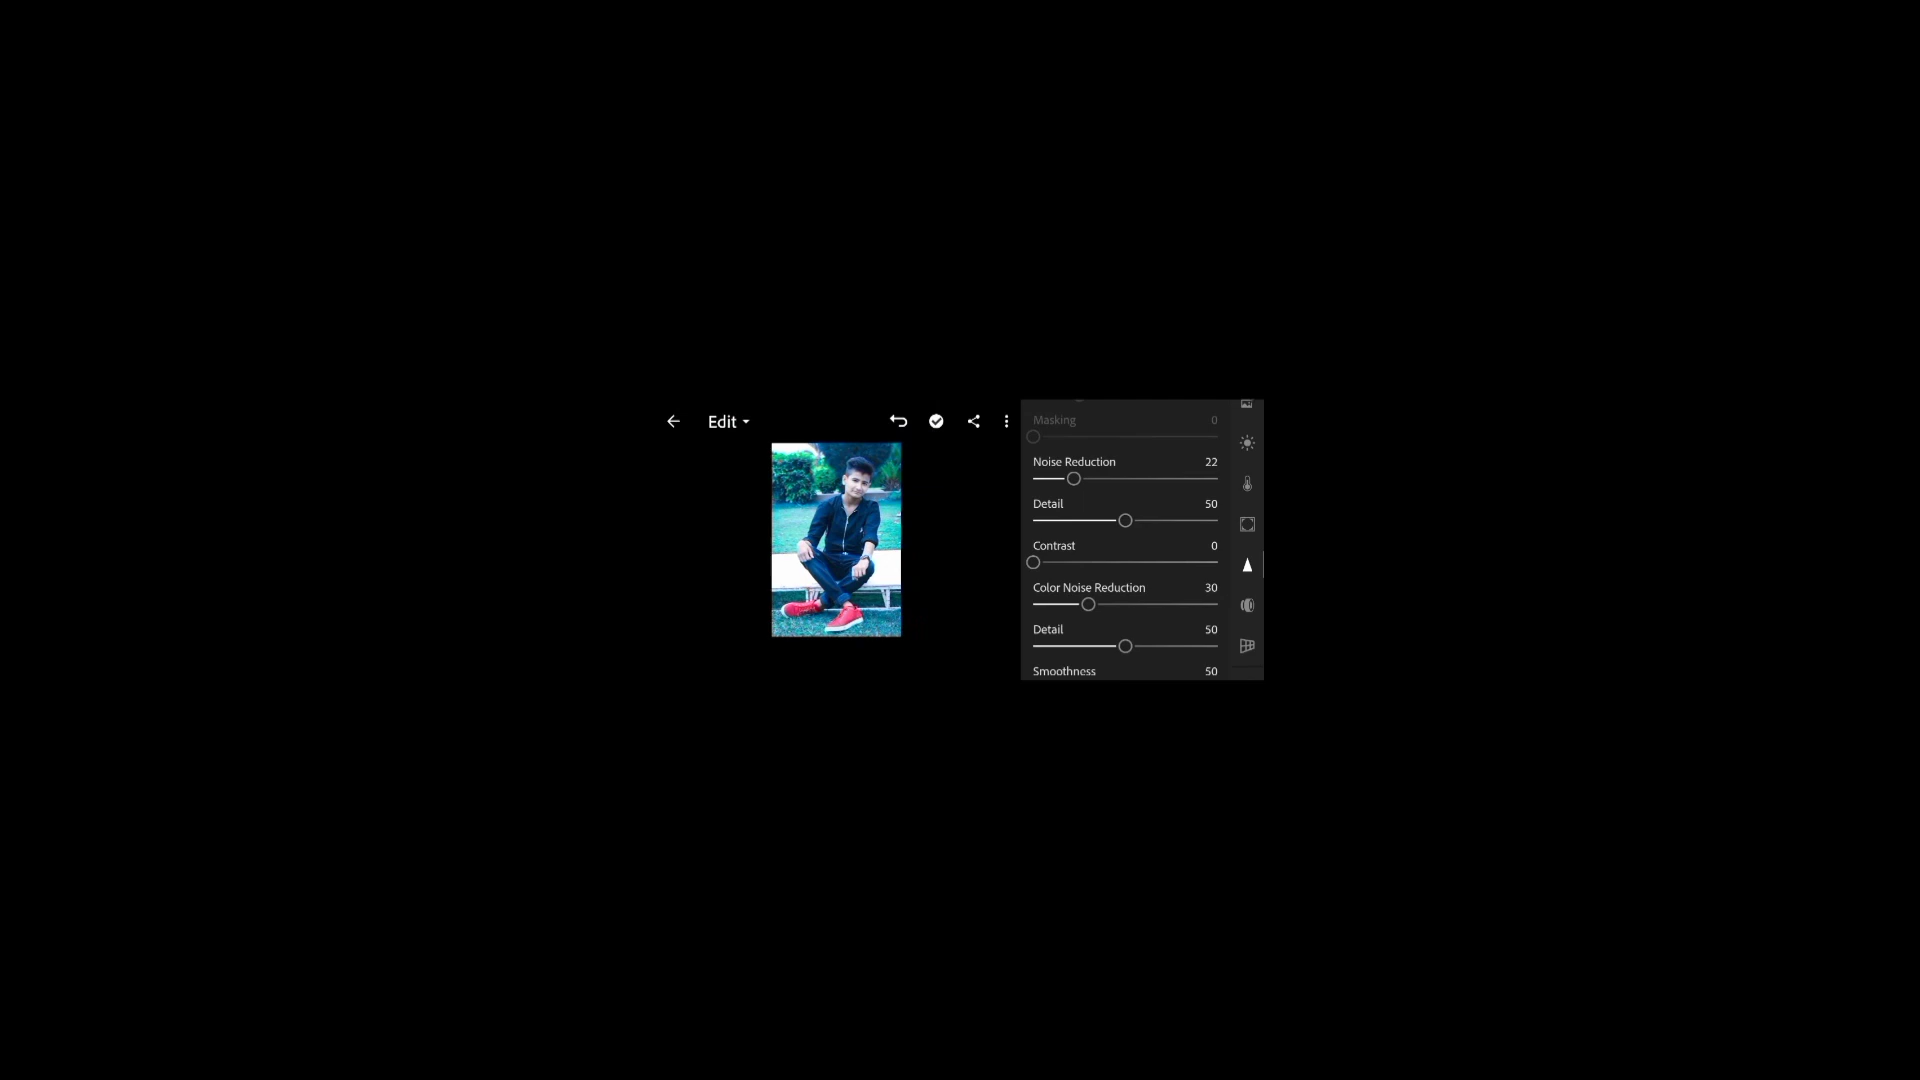 Edit
Masking 0
Noise Reduction 22
Detail 50
Contrast 0
Color Noise Reduction 30
Detail 50
Smoothness 50